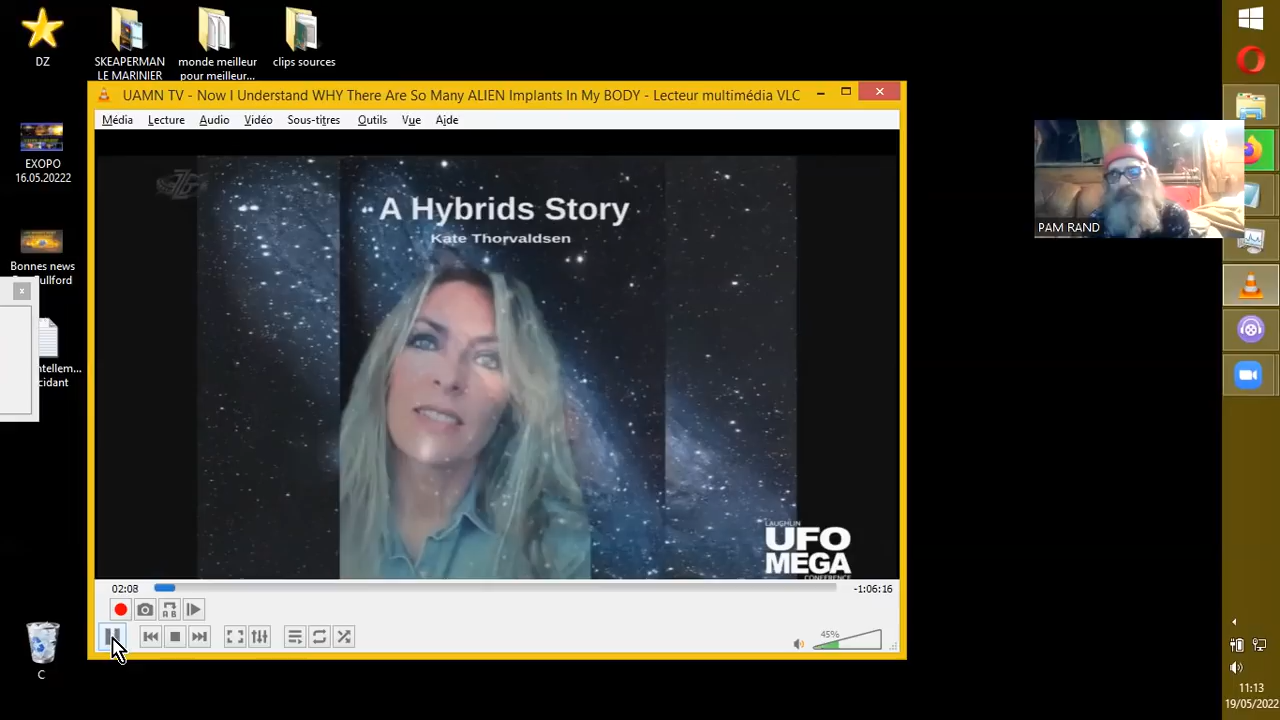 DZ
SKEAPERMAN
LE MARINIER
monde meilleur
pour meilleur...
clips sources
UAMN TV - Now I Understand WHY There Are So Many ALIEN Implants In My BODY - Lecteur multimédia VLC
Média Lecture Audio Vidéo Sous-titres Outils Vue Aide
EXOPO
16.05.20222
A Hybrids Story
Kate Thorvaldsen
PAM RAND
Bonnes news
ullford
x
ntellem...
cidant
LAUGHLIN
UFO
MEGA
CONFERENCE
02:08
-1:06:16
A B
45%
C
11:13
19/05/2022